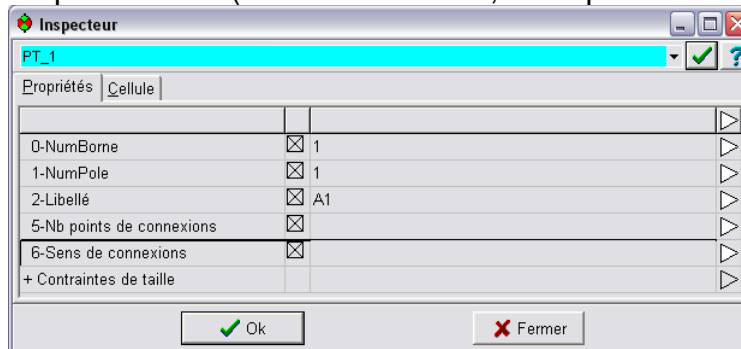 Inspecteur
PT_1
Propriétés Cellule
0-NumBorne 1
1-NumPole 1
2-Libellé A1
5-Nb points de connexions
6-Sens de connexions
+ Contraintes de taille
Ok Fermer